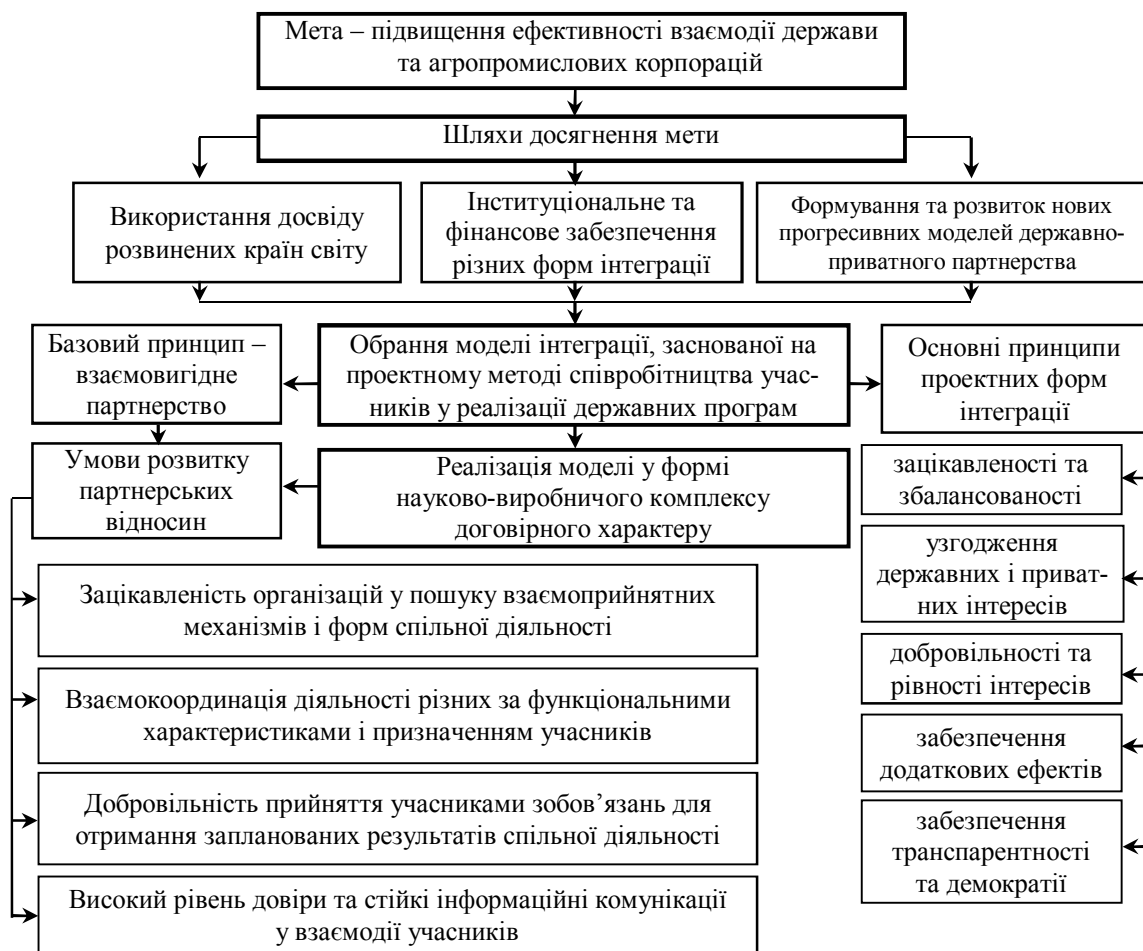 Мета – підвищення ефективності взаємодії держави
та агропромислових корпорацій
Шляхи досягнення мети
Використання досвіду
розвинених країн світу
Інституціональне та
фінансове забезпечення
різних форм інтеграції
Формування та розвиток нових
прогресивних моделей державно-
приватного партнерства
Базовий принцип –
взаємовигідне
партнерство
Обрання моделі інтеграції, заснованої на
проектному методі співробітництва учас-
ників у реалізації державних програм
Основні принципи
проектних форм
інтеграції
Умови розвитку
партнерських
відносин
Реалізація моделі у формі
науково-виробничого комплексу
договірного характеру
зацікавленості та
збалансованості
узгодження
державних і приват-
них інтересів
добровільності та
рівності інтересів
забезпечення
додаткових ефектів
забезпечення
транспарентності
та демократії
Зацікавленість організацій у пошуку взаємоприйнятних
механізмів і форм спільної діяльності
Взаємокоординація діяльності різних за функціональними
характеристиками і призначенням учасників
Добровільність прийняття учасниками зобов’язань для
отримання запланованих результатів спільної діяльності
Високий рівень довіри та стійкі інформаційні комунікації
у взаємодії учасників